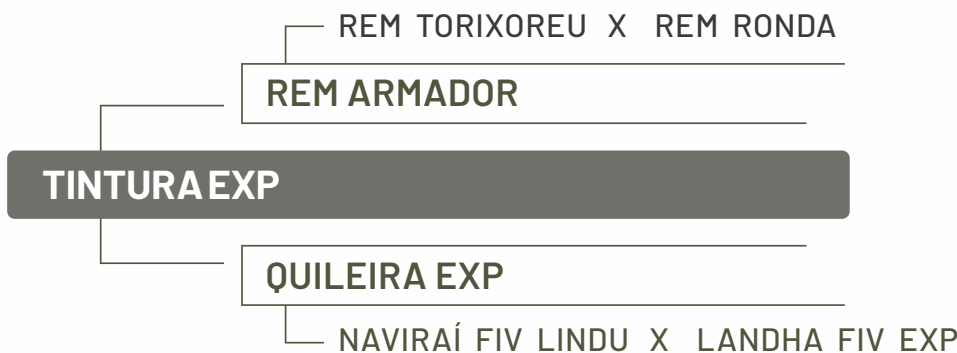 REM TORIXOREU X REM RONDA
REM ARMADOR
TINTURA EXP
QUILEIRA EXP
NAVIRAÍ FIV LINDU X LANDHA FIV EXP